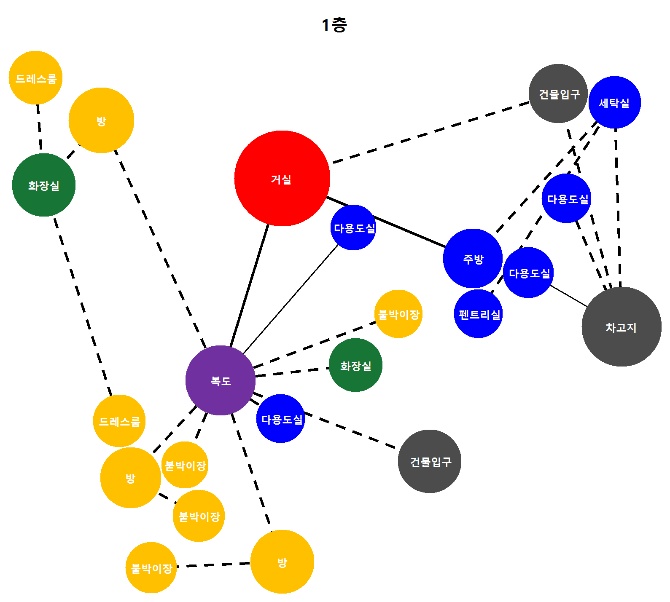 1층
드레스룸
방
건물입구
세탁실
화장실
거실
다용도실
다용도실
주방
다용도실
붙박이장
펜트리실
차고지
화장실
복도
드레스룸
다용도실
붙박이장
건물입구
방
붙박이장
붙박이장
방